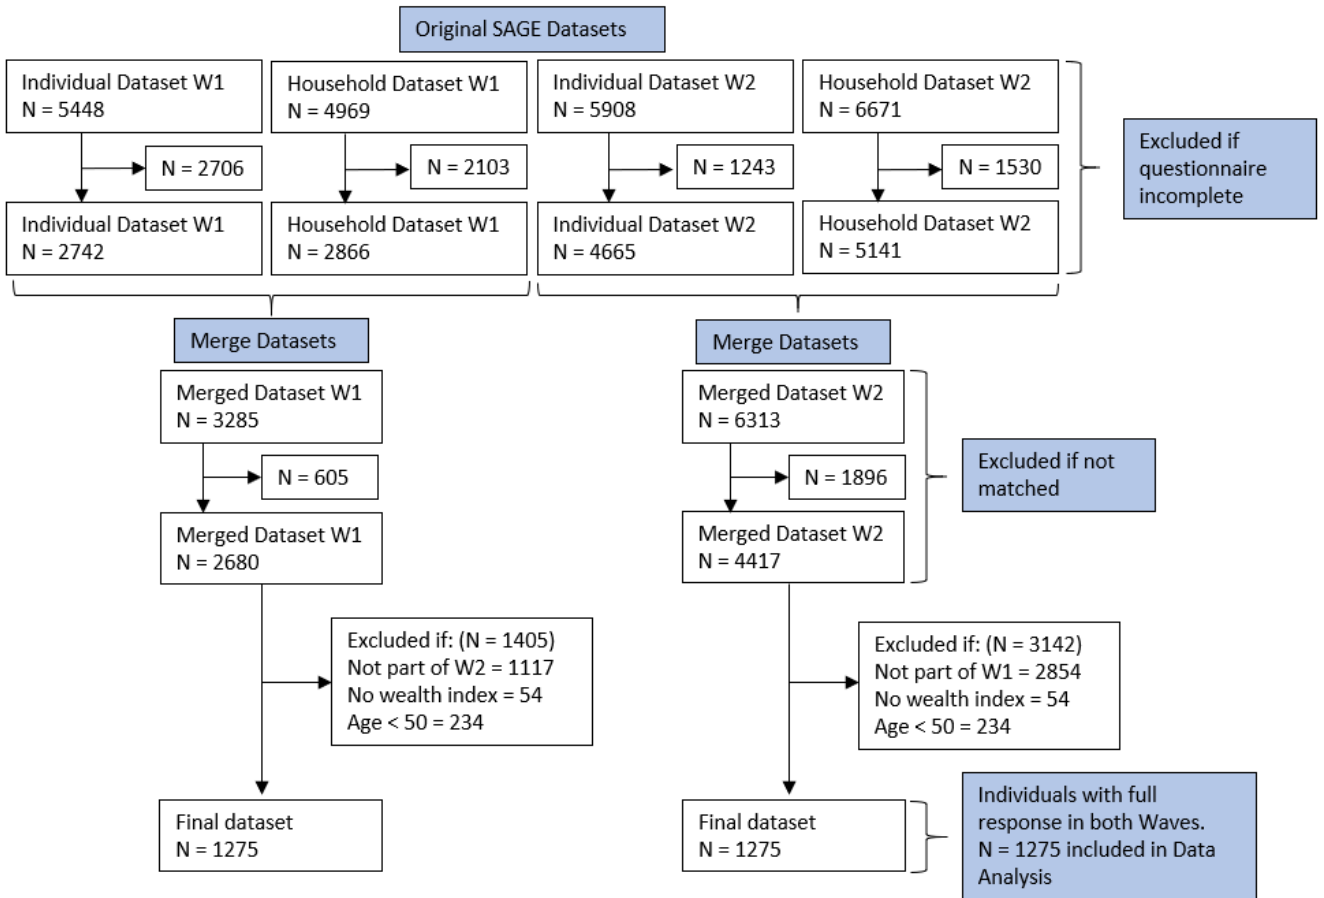 Original SAGE Datasets
Individual Dataset W1
N = 5448
Household Dataset W1
N = 4969
Individual Dataset W2
N = 5908
Household Dataset W2
N = 6671
N = 2706
N = 2103
N = 1243
N = 1530
Excluded if
questionnaire
incomplete
Individual Dataset W1
N = 2742
Household Dataset W1
N = 2866
Individual Dataset W2
N = 4665
Household Dataset W2
N = 5141
Merge Datasets
Merge Datasets
Merged Dataset W1
N = 3285
Merged Dataset W2
N = 6313
N = 605
N = 1896
Excluded if not
matched
Merged Dataset W1
N = 2680
Merged Dataset W2
N = 4417
Excluded if: (N = 1405)
Not part of W2 = 1117
No wealth index = 54
Age < 50 = 234
Excluded if: (N = 3142)
Not part of W1 = 2854
No wealth index = 54
Age < 50 = 234
Final dataset
N = 1275
Final dataset
N = 1275
Individuals with full
response in both Waves.
N = 1275 included in Data
Analysis